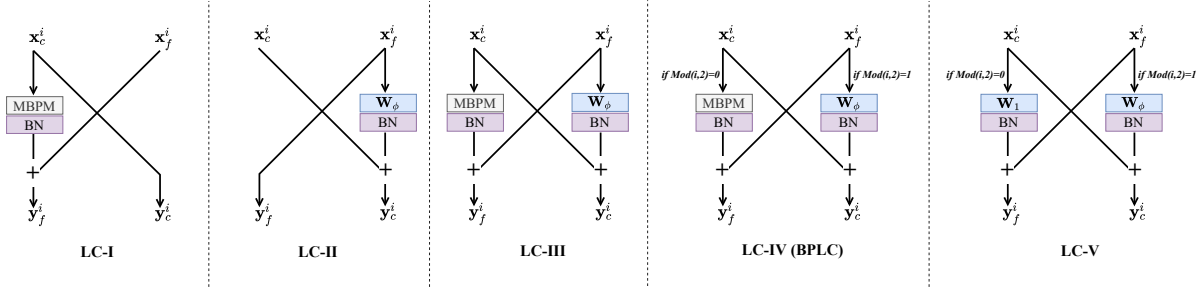 x_c^i x_f^i x_c^i x_f^i x_c^i x_f^i x_c^i x_f^i x_c^i x_f^i
if Mod(i,2)=0 if Mod(i,2)=1 if Mod(i,2)=0 if Mod(i,2)=1
MBPM W_ϕ MBPM W_ϕ MBPM W_ϕ W_1 W_ϕ
BN BN BN BN BN BN BN BN
+ + + + + + + +
y_f^i y_c^i y_f^i y_c^i y_f^i y_c^i y_f^i y_c^i y_f^i y_c^i
LC-I LC-II LC-III LC-IV (BPLC) LC-V